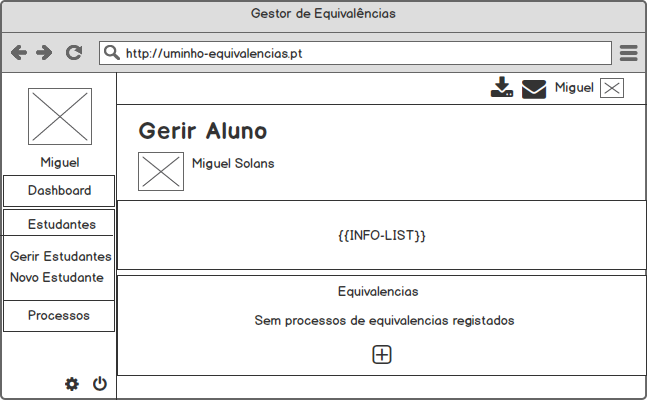 Gestor de Equivalências
http://uminho-equivalencias.pt
Miguel
Miguel
Dashboard
Estudantes
Gerir Estudantes
Novo Estudante
Processos
Gerir Aluno
Miguel Solans
{{INFO-LIST}}
Equivalencias
Sem processos de equivalencias registados